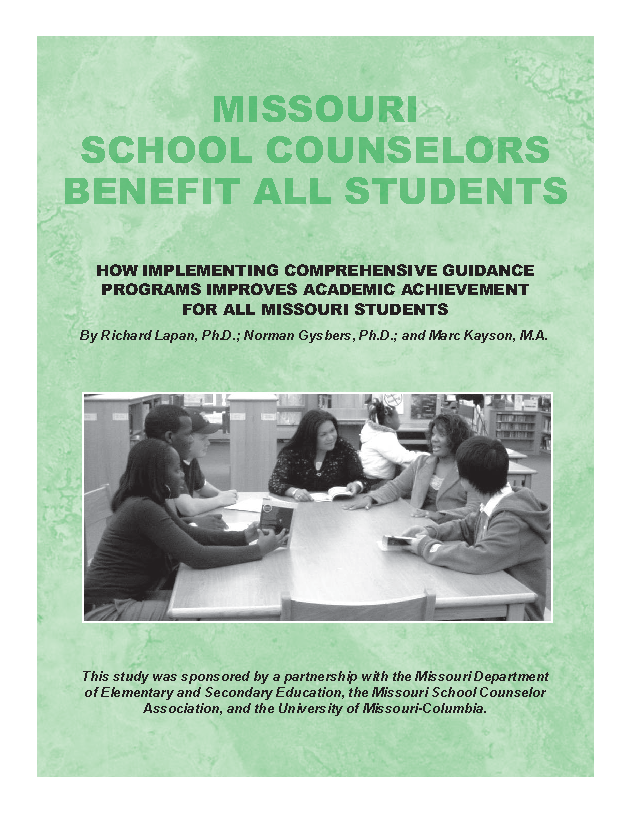 MISSOURI
SCHOOL COUNSELORS
BENEFIT ALL STUDENTS
HOW IMPLEMENTING COMPREHENSIVE GUIDANCE
PROGRAMS IMPROVES ACADEMIC ACHIEVEMENT
FOR ALL MISSOURI STUDENTS
By Richard Lapan, Ph.D.; Norman Gysbers, Ph.D.; and Marc Kayson, M.A.
This study was sponsored by a partnership with the Missouri Department
of Elementary and Secondary Education, the Missouri School Counselor
Association, and the University of Missouri-Columbia.